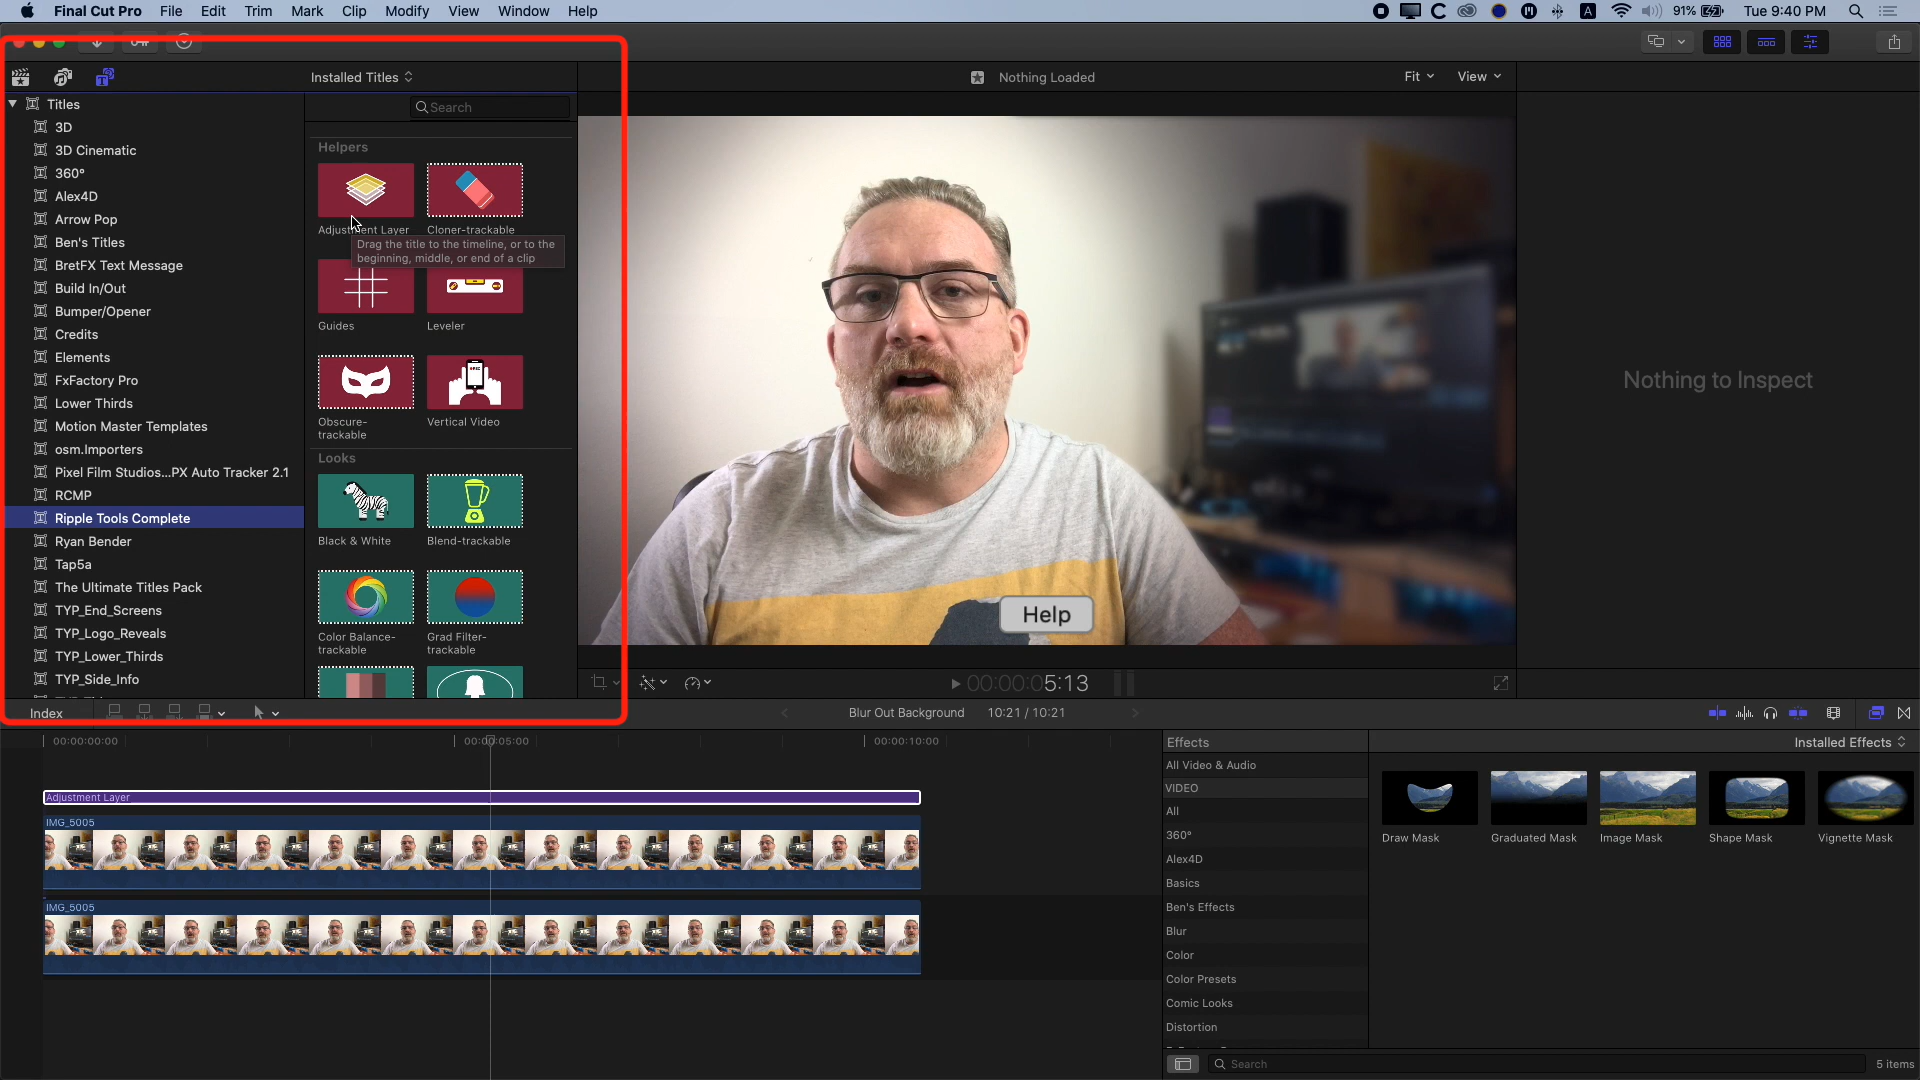 Final Cut Pro File Edit Trim Mark Clip Modify View Window Help
91% Tue 9:40 PM
Installed Titles
Nothing Loaded
Fit View
Titles
3D
3D Cinematic
360°
Alex4D
Arrow Pop
Ben's Titles
BretFX Text Message
Build In/Out
Bumper/Opener
Credits
Elements
FxFactory Pro
Lower Thirds
Motion Master Templates
osm.Importers
Pixel Film Studios...PX Auto Tracker 2.1
RCMP
Ripple Tools Complete
Ryan Bender
Tap5a
The Ultimate Titles Pack
TYP_End_Screens
TYP_Logo_Reveals
TYP_Lower_Thirds
TYP_Side_Info
Search
Helpers
Adjustment Layer
Cloner-trackable
Drag the title to the timeline, or to the
beginning, middle, or end of a clip
Guides
Leveler
Obscure-
trackable
Vertical Video
Looks
Black & White
Blend-trackable
Color Balance-
trackable
Grad Filter-
trackable
Help
Nothing to Inspect
00:00:05:13
Index
Blur Out Background 10:21 / 10:21
00:00:00:00
00:00:05:00
00:00:10:00
Adjustment Layer
IMG_5005
IMG_5005
Effects
Installed Effects
All Video & Audio
VIDEO
All
360°
Alex4D
Basics
Ben's Effects
Blur
Color
Color Presets
Comic Looks
Distortion
Draw Mask
Graduated Mask
Image Mask
Shape Mask
Vignette Mask
Search
5 items